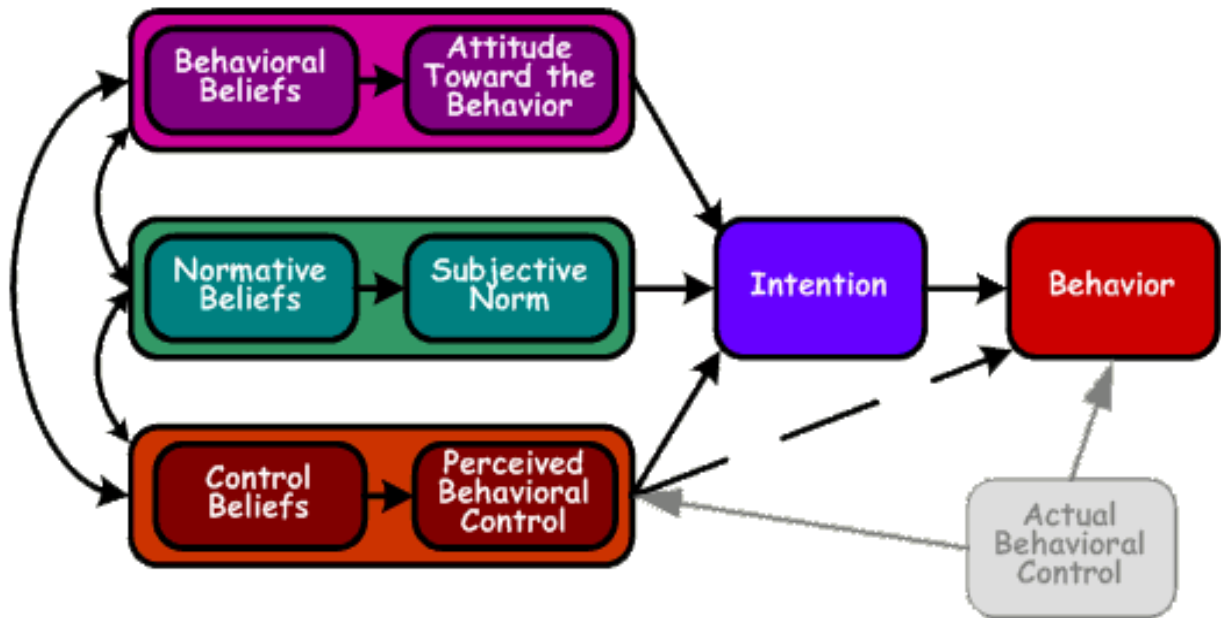 Behavioral
Beliefs
Attitude
Toward the
Behavior
Normative
Beliefs
Subjective
Norm
Intention
Behavior
Control
Beliefs
Perceived
Behavioral
Control
Actual
Behavioral
Control